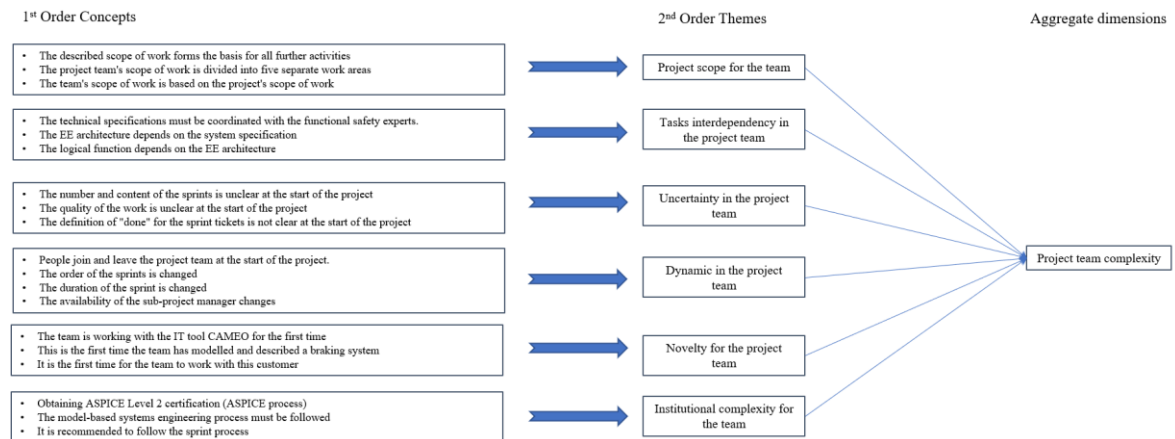 1st Order Concepts
2nd Order Themes
Aggregate dimensions
• The described scope of work forms the basis for all further activities
• The project team's scope of work is divided into five separate work areas
• The team's scope of work is based on the project's scope of work
Project scope for the team
• The technical specifications must be coordinated with the functional safety experts.
• The EE architecture depends on the system specification
• The logical function depends on the EE architecture
Tasks interdependency in
the project team
• The number and content of the sprints is unclear at the start of the project
• The quality of the work is unclear at the start of the project
• The definition of "done" for the sprint tickets is not clear at the start of the project
Uncertainty in the project
team
• People join and leave the project team at the start of the project.
• The order of the sprints is changed
• The duration of the sprint is changed
• The availability of the sub-project manager changes
Dynamic in the project
team
Project team complexity
• The team is working with the IT tool CAMEO for the first time
• This is the first time the team has modelled and described a braking system
• It is the first time for the team to work with this customer
Novelty for the project
team
• Obtaining ASPICE Level 2 certification (ASPICE process)
• The model-based systems engineering process must be followed
• It is recommended to follow the sprint process
Institutional complexity for
the team